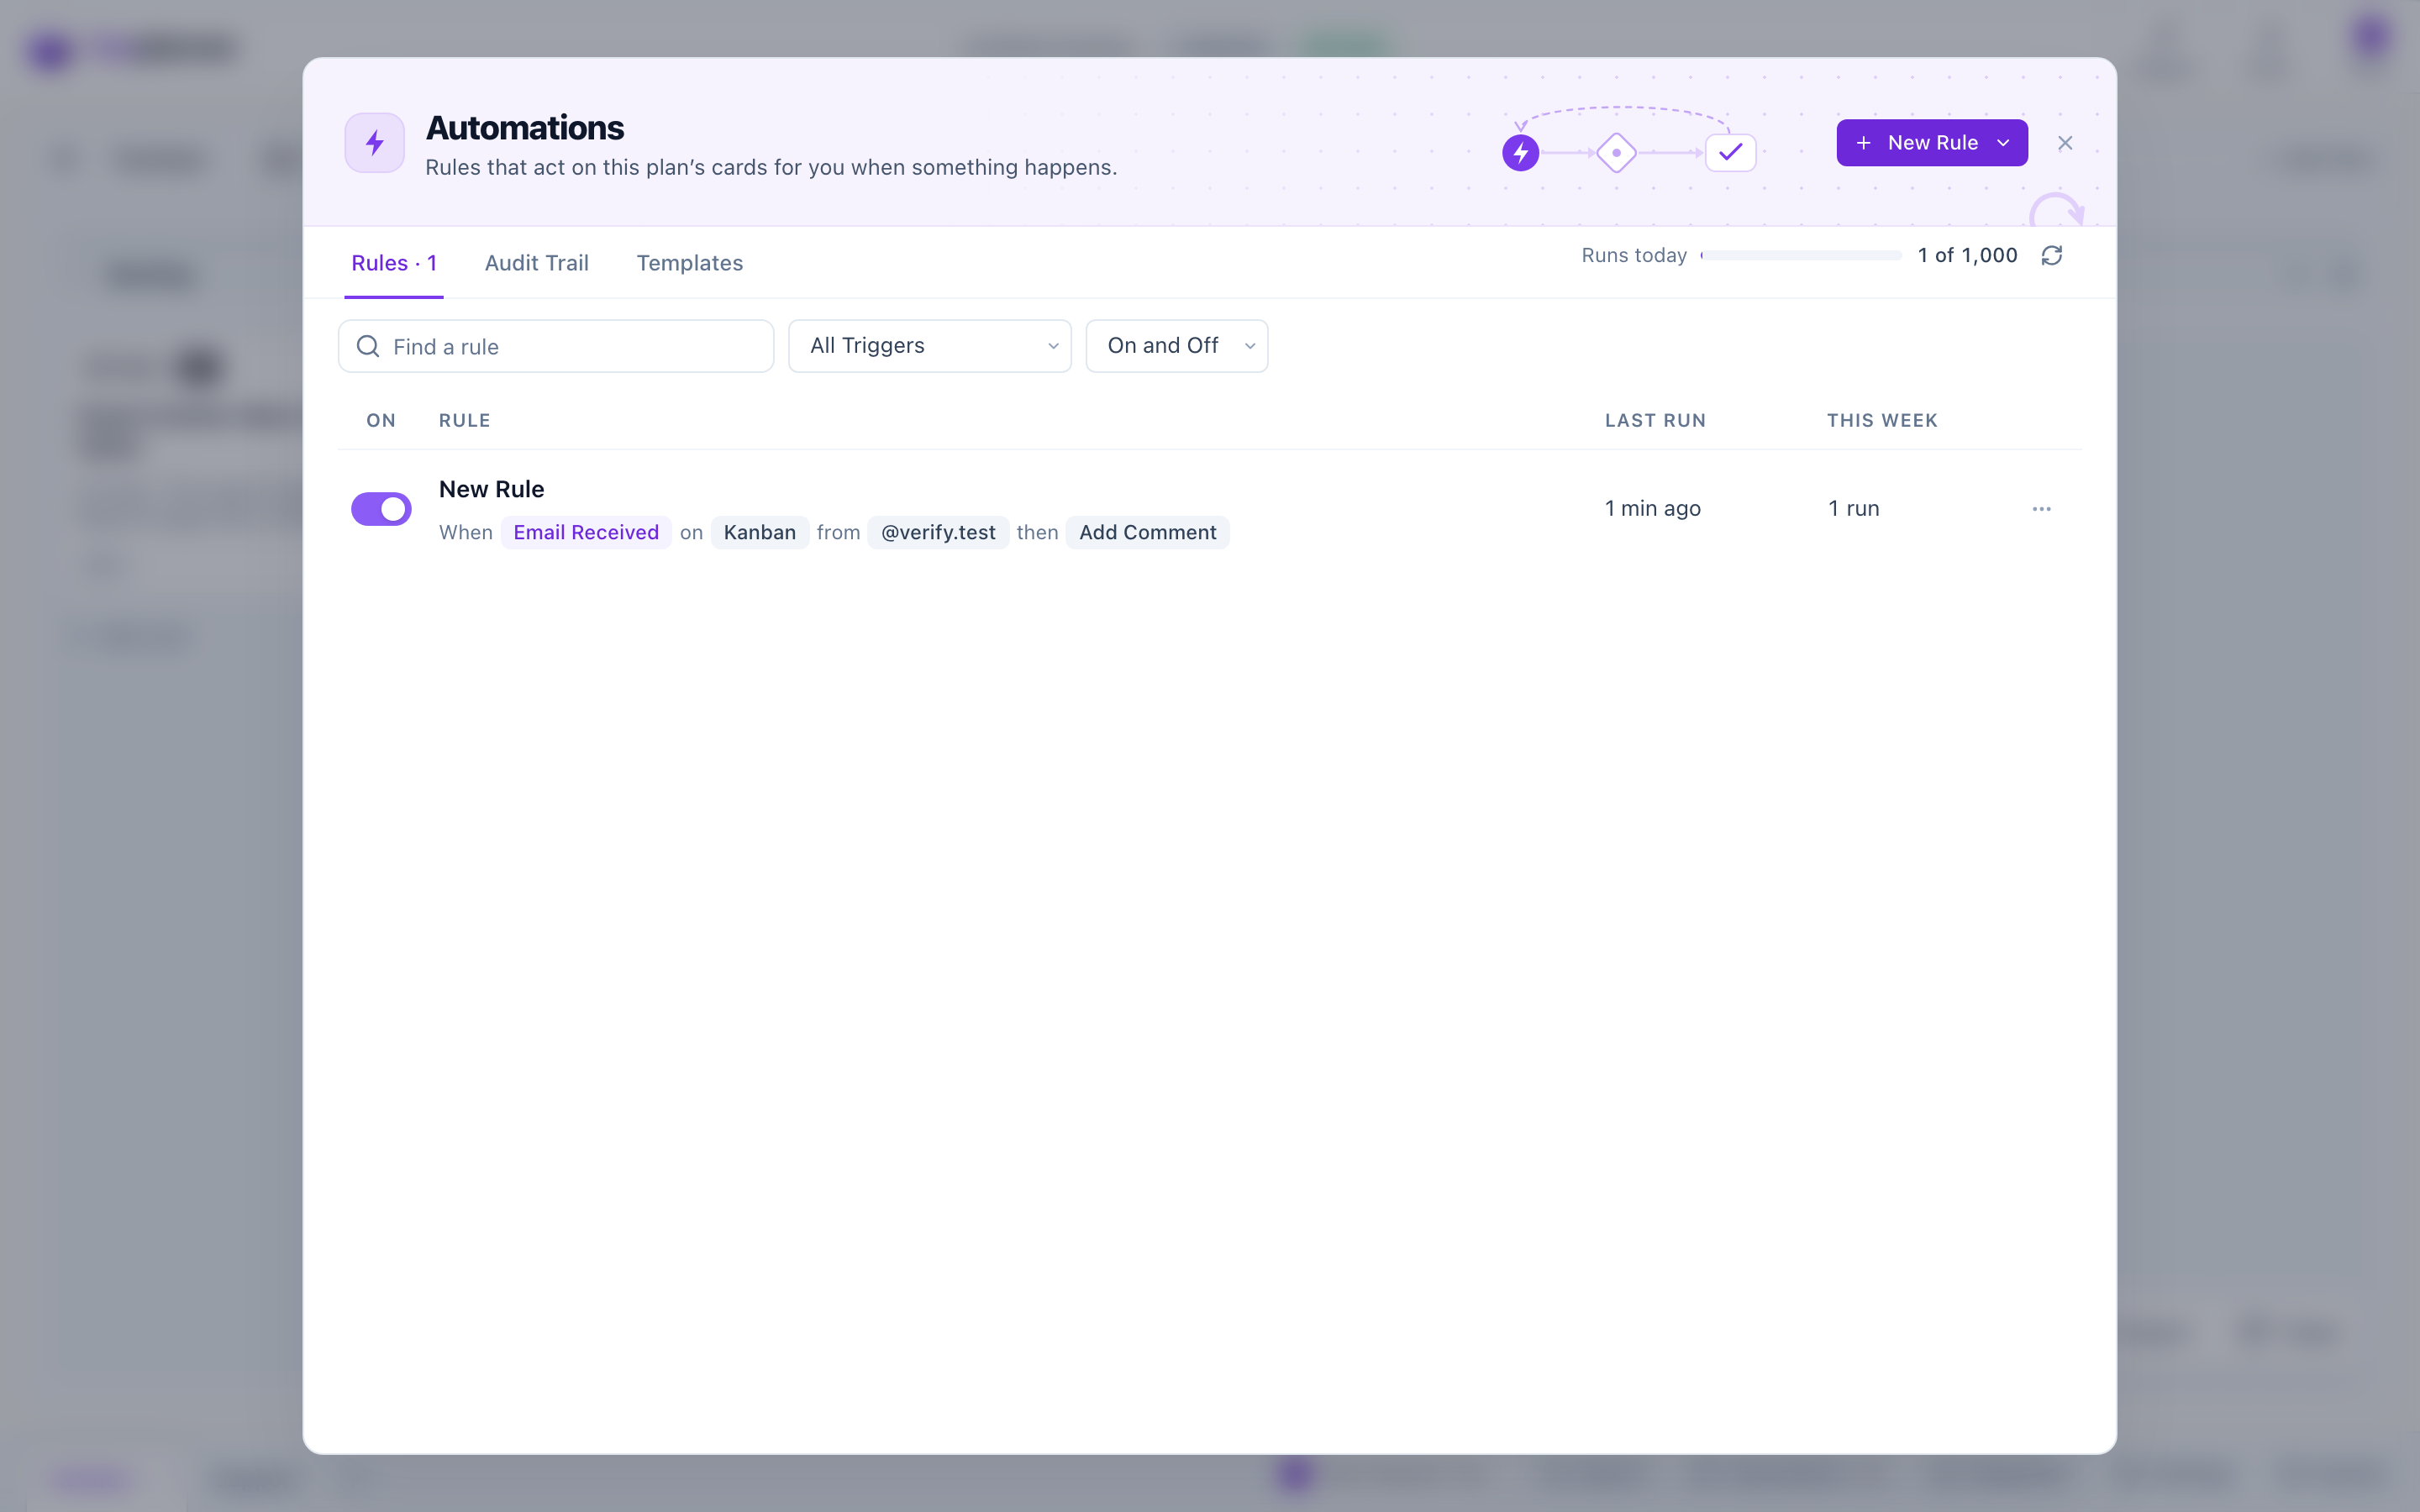 Automations
Rules that act on this plan’s cards for you when something happens.
New Rule
Rules · 1
Audit Trail
Templates
Runs today
1 of 1,000
Find a rule
All Triggers
On and Off
ON
RULE
LAST RUN
THIS WEEK
New Rule
When Email Received on Kanban from @verify.test then Add Comment
1 min ago
1 run